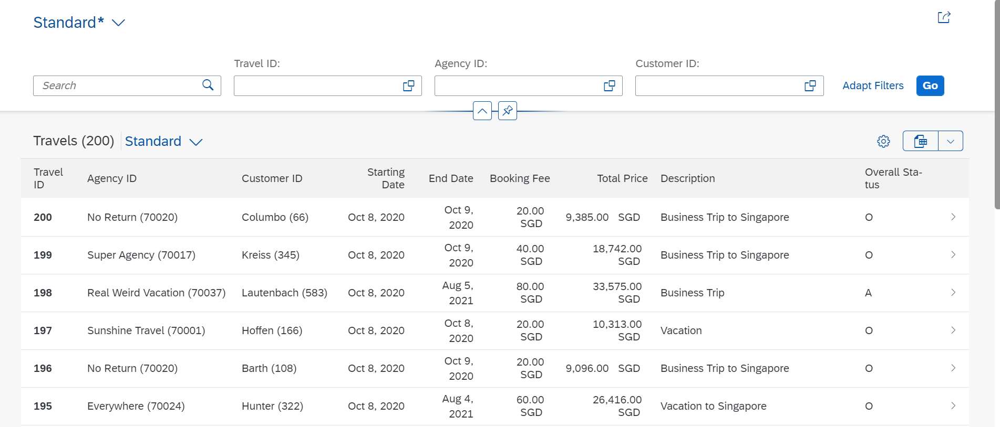 Standard*
Travel ID: Agency ID: Customer ID:
Search Adapt Filters Go
Travels (200) Standard
Travel ID Agency ID Customer ID Starting Date End Date Booking Fee Total Price Description Overall Sta-tus
200 No Return (70020) Columbo (66) Oct 8, 2020 Oct 9, 2020 20.00 SGD 9,385.00 SGD Business Trip to Singapore O
199 Super Agency (70017) Kreiss (345) Oct 8, 2020 Oct 9, 2020 40.00 SGD 18,742.00 SGD Business Trip to Singapore O
198 Real Weird Vacation (70037) Lautenbach (583) Oct 8, 2020 Aug 5, 2021 80.00 SGD 33,575.00 SGD Business Trip A
197 Sunshine Travel (70001) Hoffen (166) Oct 8, 2020 Oct 8, 2020 20.00 SGD 10,313.00 SGD Vacation O
196 No Return (70020) Barth (108) Oct 8, 2020 Oct 9, 2020 20.00 SGD 9,096.00 SGD Business Trip to Singapore O
195 Everywhere (70024) Hunter (322) Oct 8, 2020 Aug 4, 2021 60.00 SGD 26,416.00 SGD Vacation to Singapore O